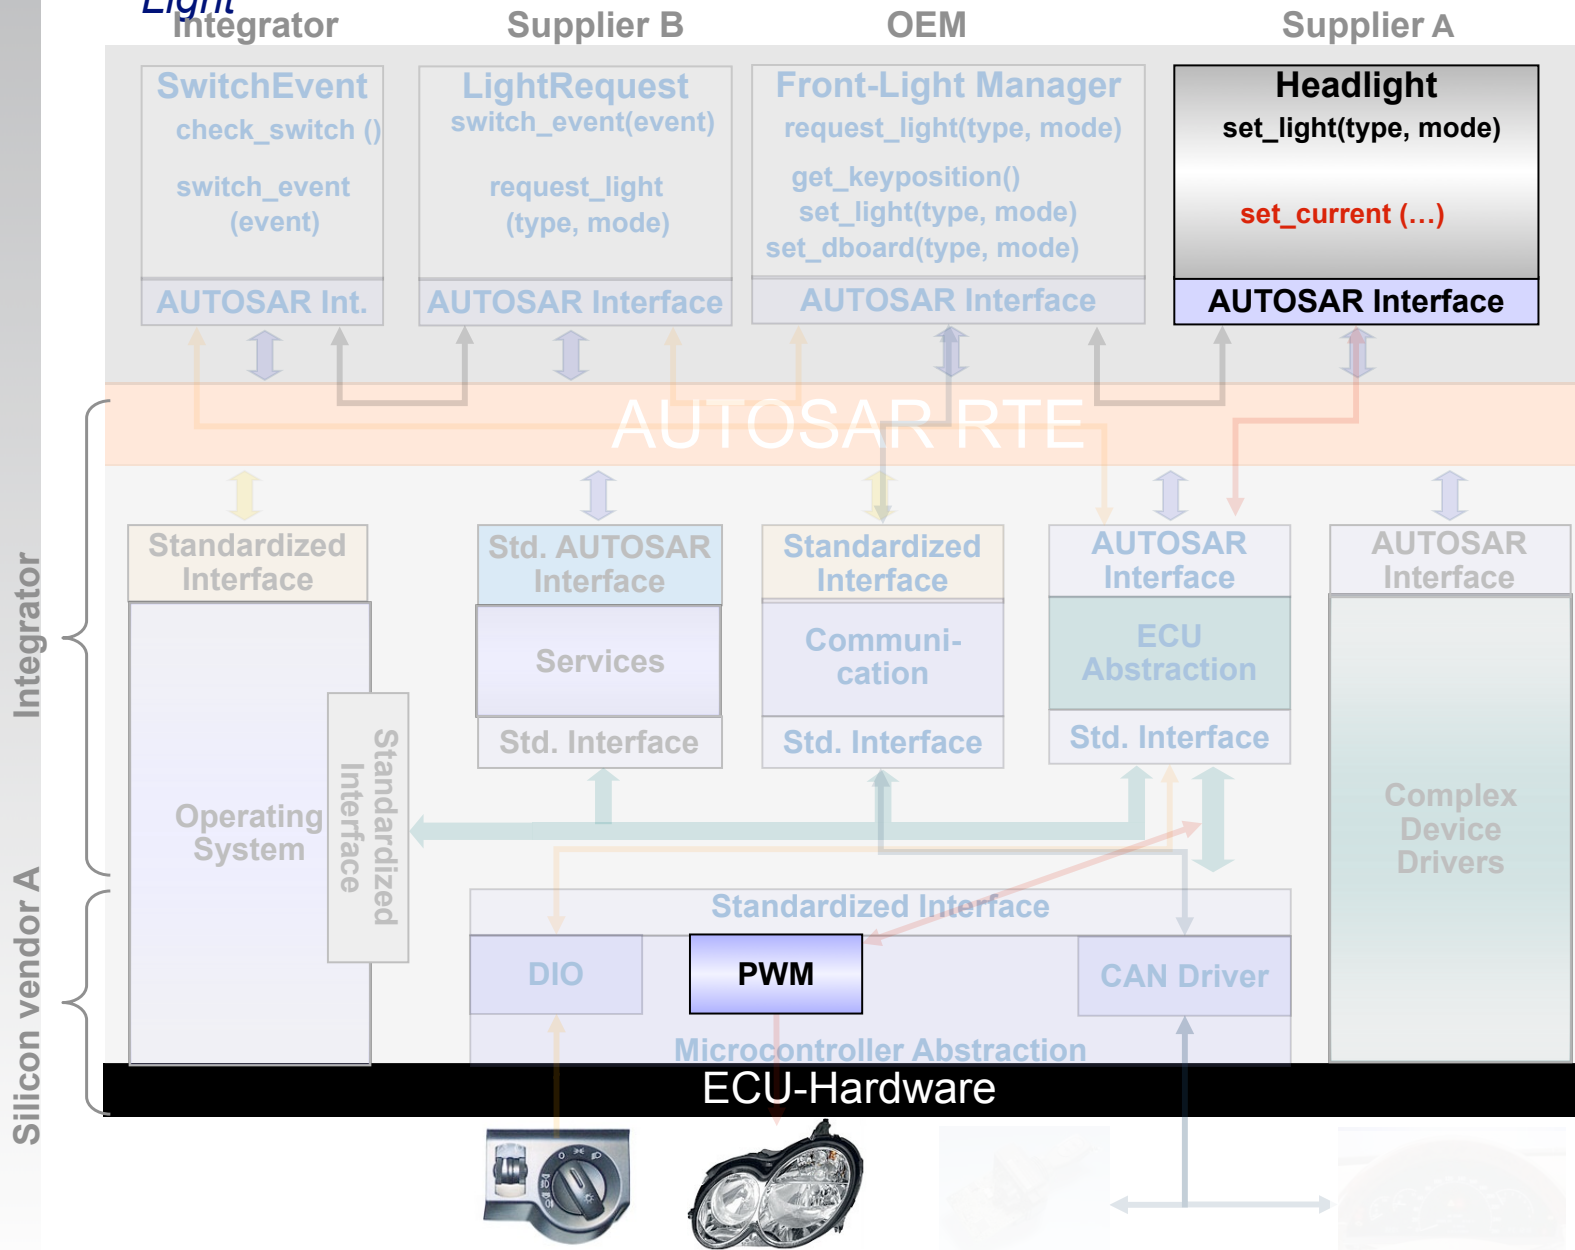 Light
Integrator
Supplier B
OEM
Supplier A
SwitchEvent
check_switch ()
switch_event
(event)
AUTOSAR Int.
LightRequest
switch_event(event)
request_light
(type, mode)
AUTOSAR Interface
Front-Light Manager
request_light(type, mode)
get_keyposition()
set_light(type, mode)
set_dboard(type, mode)
AUTOSAR Interface
Headlight
set_light(type, mode)
set_current (…)
AUTOSAR Interface
AUTOSAR RTE
Integrator
Silicon vendor A
Standardized
Interface
Operating
System
Standardized
Interface
Std. AUTOSAR
Interface
Services
Std. Interface
Standardized
Interface
Communi-
cation
Std. Interface
AUTOSAR
Interface
ECU
Abstraction
Std. Interface
AUTOSAR
Interface
Complex
Device
Drivers
Standardized Interface
DIO
PWM
CAN Driver
Microcontroller Abstraction
ECU-Hardware